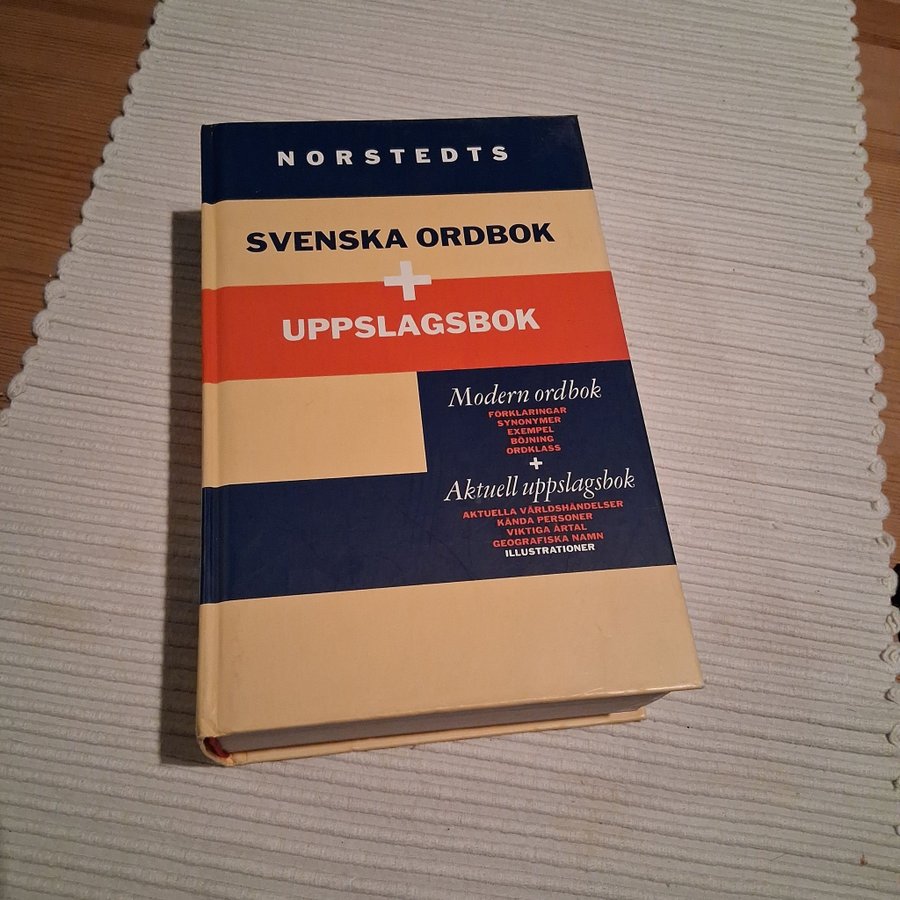 NORSTEDTS
SVENSKA ORDBOK
+
UPPSLAGSBOK
Modern ordbok
FÖRKLARINGAR
SYNONYMER
EXEMPEL
BÖJNING
ORDKLASS
+
Aktuell uppslagsbok
AKTUELLA VÄRLDSHÄNDELSER
KÄNDA PERSONER
VIKTIGA ÅRTAL
GEOGRAFISKA NAMN
ILLUSTRATIONER